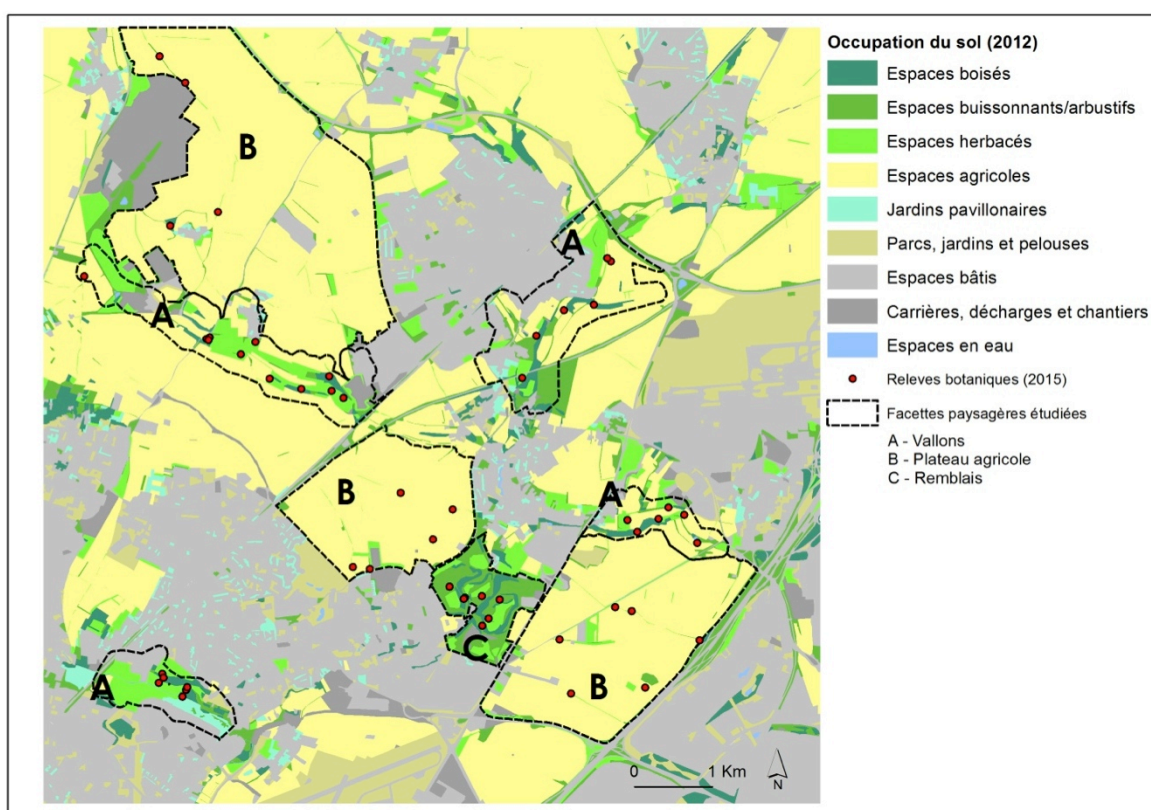 Occupation du sol (2012)
Espaces boisés
Espaces buissonnants/arbustifs
Espaces herbacés
Espaces agricoles
Jardins pavillonaires
Parcs, jardins et pelouses
Espaces bâtis
Carrières, décharges et chantiers
Espaces en eau
Releves botaniques (2015)
Facettes paysagères étudiées
A - Vallons
B - Plateau agricole
C - Remblais
B
A
A
B
A
C
A
B
0 1 Km
N